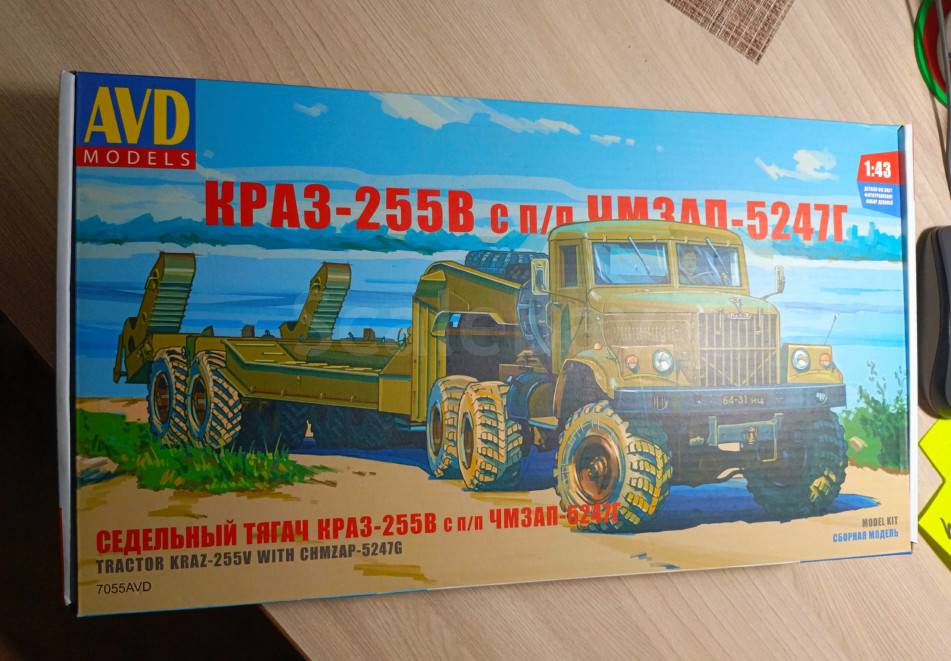 AVD
MODELS
1:43
КРАЗ-255В с п/п ЧМЗАП-5247Г
64-31 ИЦ
СЕДЕЛЬНЫЙ ТЯГАЧ КРАЗ-255В с п/п ЧМЗАП-5247Г
TRACTOR KRAZ-255V WITH CHMZAP-5247G
MODEL KIT
СБОРНАЯ МОДЕЛЬ
7055AVD